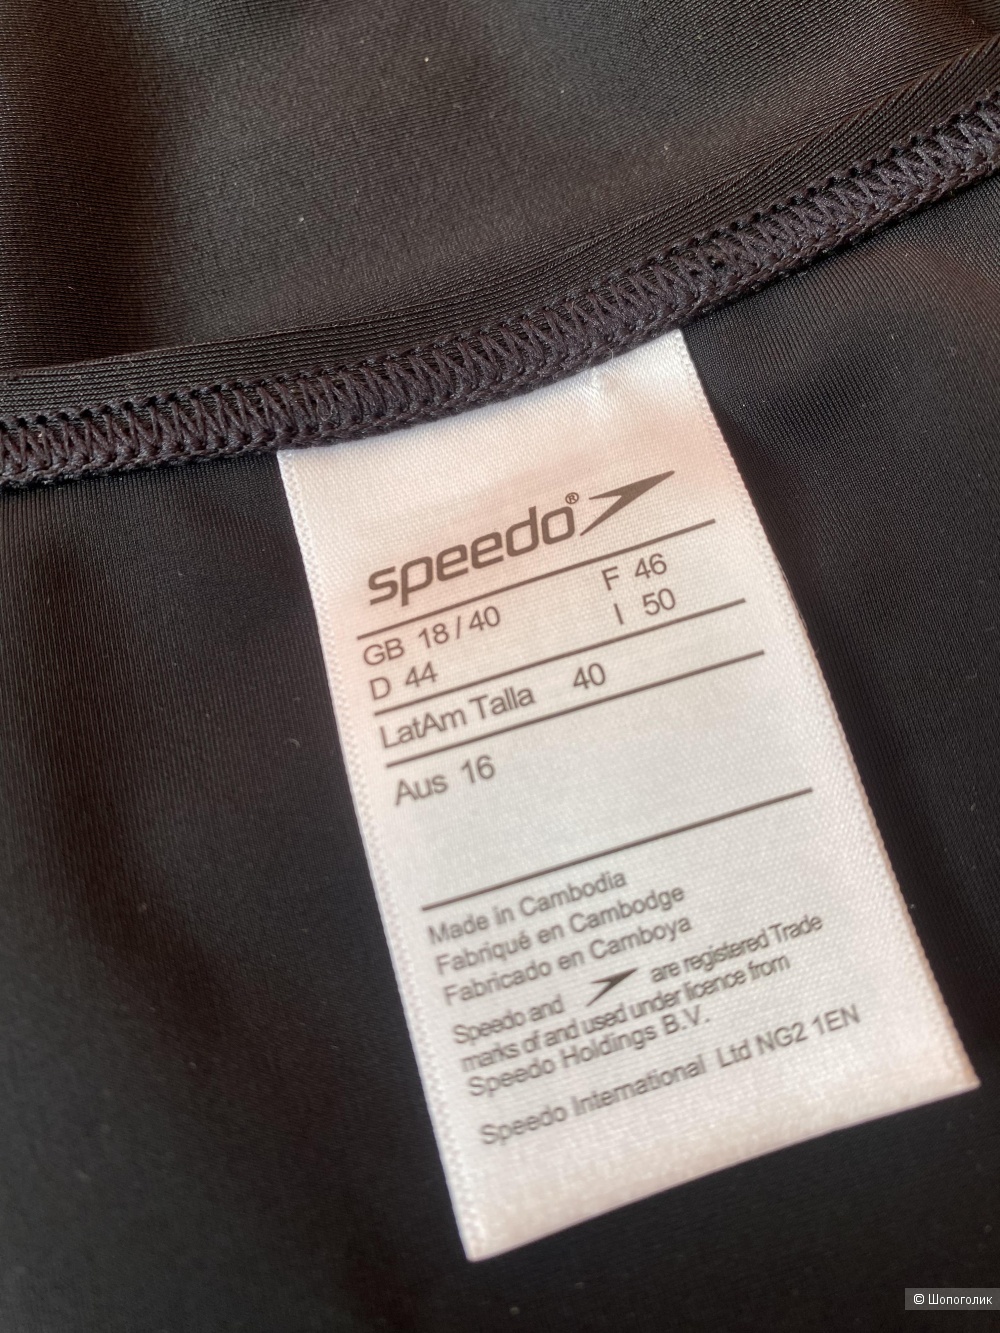 speedo®
GB 18/40 F 46
D 44 I 50
LatAm Talla 40
Aus 16
Made in Cambodia
Fabriqué en Cambodge
Fabricado en Camboya
Speedo and are registered Trade
marks of and used under licence from
Speedo Holdings B.V.
Speedo International Ltd NG2 1EN
© Шопоголик